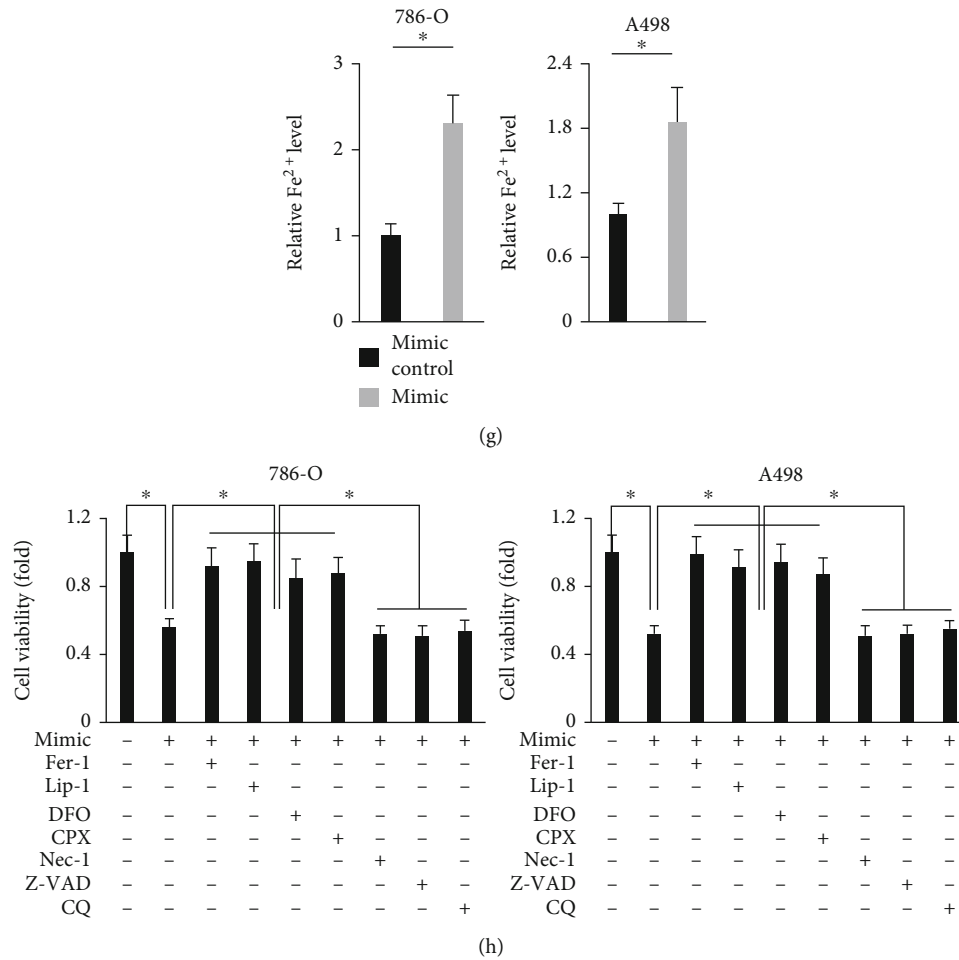 786-O
*
3
2
1
0
Relative Fe²⁺ level
A498
*
2.4
1.8
1.2
0.6
0
Relative Fe²⁺ level
Mimic
control
Mimic
(g)
786-O
* * *
1.2
0.8
0.4
0
Cell viability (fold)
Mimic – + + + + + + + +
Fer-1 – – + – – – – – –
Lip-1 – – – + – – – – –
DFO – – – – + – – – –
CPX – – – – – + – – –
Nec-1 – – – – – – + – –
Z-VAD – – – – – – – + –
CQ – – – – – – – – +
A498
* * *
1.2
0.8
0.4
0
Cell viability (fold)
Mimic – + + + + + + + +
Fer-1 – – + – – – – – –
Lip-1 – – – + – – – – –
DFO – – – – + – – – –
CPX – – – – – + – – –
Nec-1 – – – – – – + – –
Z-VAD – – – – – – – + –
CQ – – – – – – – – +
(h)